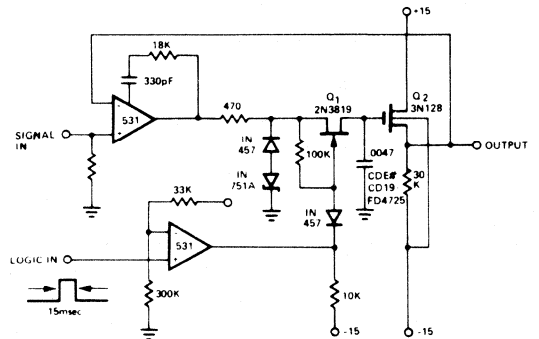 +15
18K
330pF
531
SIGNAL
IN
470
Q1
2N3819
Q2
3N128
IN
457
IN
751A
100K
0047
CDE#
CD19
FD4725
OUTPUT
30
K
33K
531
IN
457
LOGIC IN
300K
10K
15msec
-15
-15